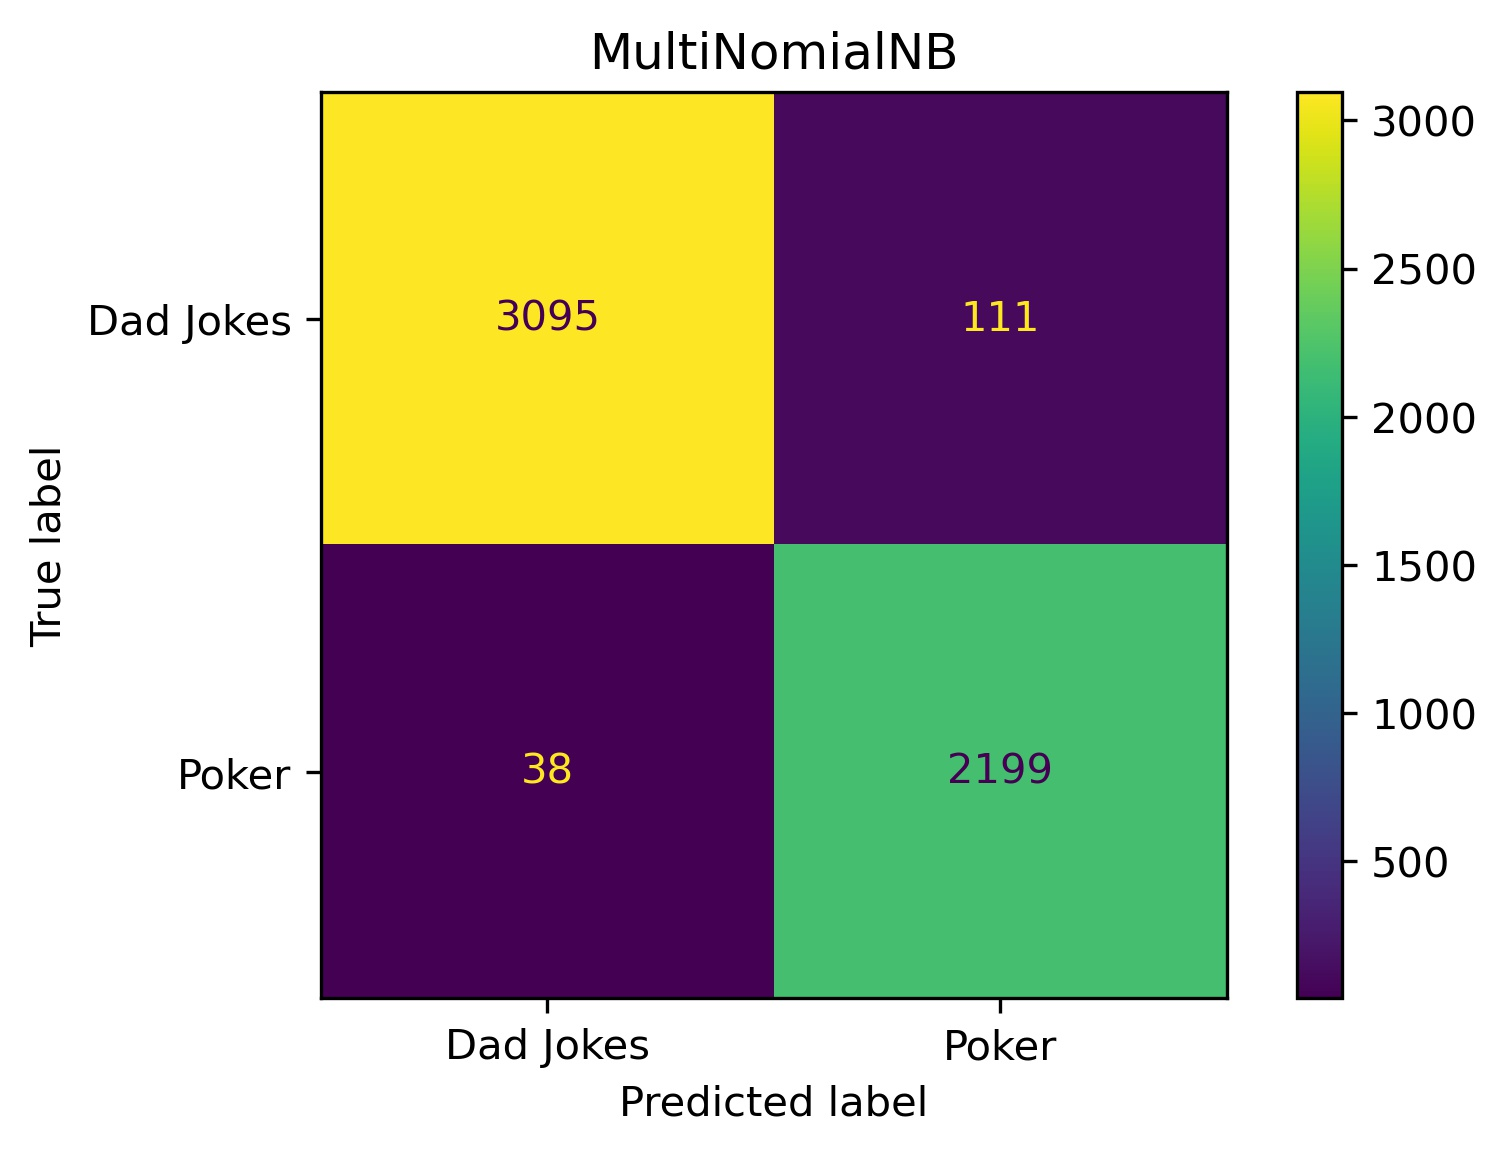 MultiNomialNB
3000
2500
2000
1500
1000
500
True label
Dad Jokes
3095
111
Poker
38
2199
Dad Jokes
Poker
Predicted label